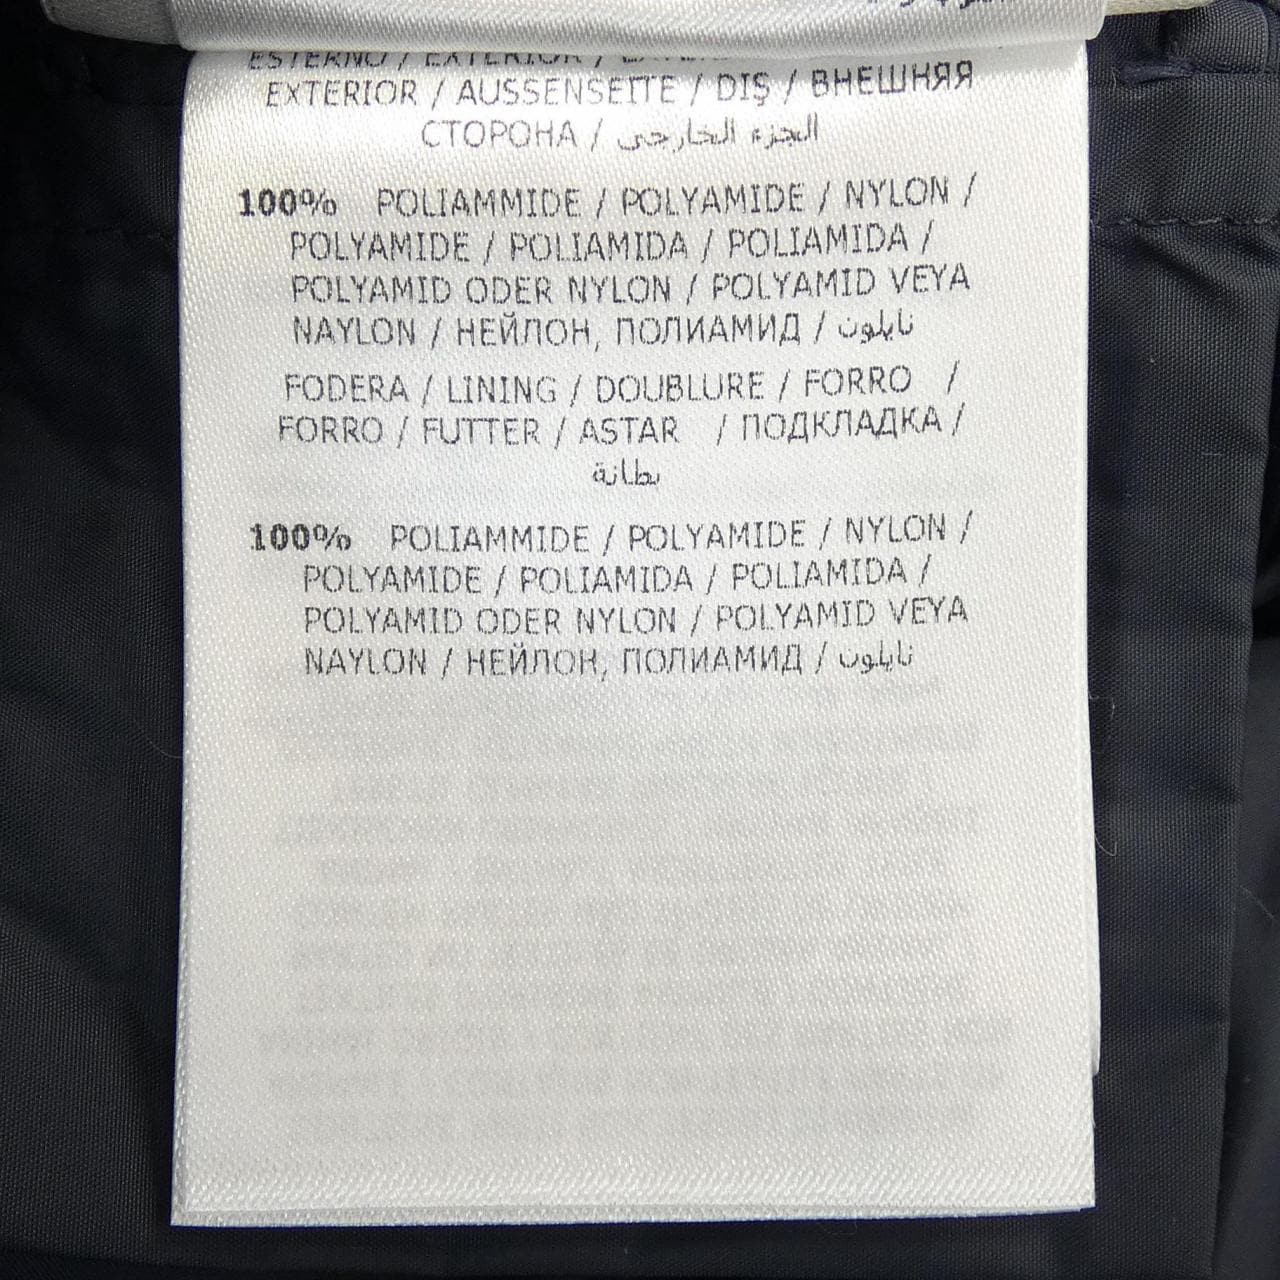 ESTERNO / EXTERIOR /
EXTERIOR / AUSSENSEITE / DIŞ / ВНЕШНЯЯ
СТОРОНА / الجزء الخارجي
100% POLIAMMIDE / POLYAMIDE / NYLON /
POLYAMIDE / POLIAMIDA / POLIAMIDA /
POLYAMID ODER NYLON / POLYAMID VEYA
NAYLON / НЕЙЛОН, ПОЛИАМИД / نايلون
FODERA / LINING / DOUBLURE / FORRO /
FORRO / FUTTER / ASTAR / ПОДКЛАДКА /
بطانة
100% POLIAMMIDE / POLYAMIDE / NYLON /
POLYAMIDE / POLIAMIDA / POLIAMIDA /
POLYAMID ODER NYLON / POLYAMID VEYA
NAYLON / НЕЙЛОН, ПОЛИАМИД / نايلون